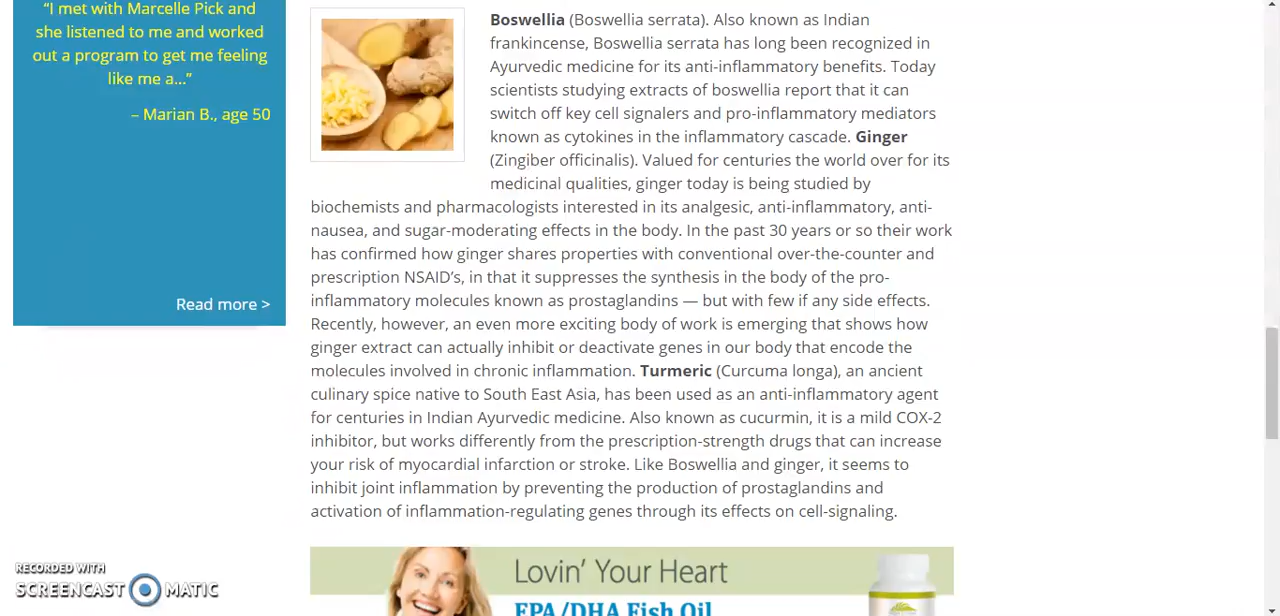 “I met with Marcelle Pick and
she listened to me and worked
out a program to get me feeling
like me a...”
– Marian B., age 50
Read more >
Boswellia (Boswellia serrata). Also known as Indian
frankincense, Boswellia serrata has long been recognized in
Ayurvedic medicine for its anti-inflammatory benefits. Today
scientists studying extracts of boswellia report that it can
switch off key cell signalers and pro-inflammatory mediators
known as cytokines in the inflammatory cascade. Ginger
(Zingiber officinalis). Valued for centuries the world over for its
medicinal qualities, ginger today is being studied by
biochemists and pharmacologists interested in its analgesic, anti-inflammatory, anti-
nausea, and sugar-moderating effects in the body. In the past 30 years or so their work
has confirmed how ginger shares properties with conventional over-the-counter and
prescription NSAID’s, in that it suppresses the synthesis in the body of the pro-
inflammatory molecules known as prostaglandins — but with few if any side effects.
Recently, however, an even more exciting body of work is emerging that shows how
ginger extract can actually inhibit or deactivate genes in our body that encode the
molecules involved in chronic inflammation. Turmeric (Curcuma longa), an ancient
culinary spice native to South East Asia, has been used as an anti-inflammatory agent
for centuries in Indian Ayurvedic medicine. Also known as cucurmin, it is a mild COX-2
inhibitor, but works differently from the prescription-strength drugs that can increase
your risk of myocardial infarction or stroke. Like Boswellia and ginger, it seems to
inhibit joint inflammation by preventing the production of prostaglandins and
activation of inflammation-regulating genes through its effects on cell-signaling.
Lovin’ Your Heart
EPA/DHA Fish Oil
RECORDED WITH
SCREENCAST MATIC